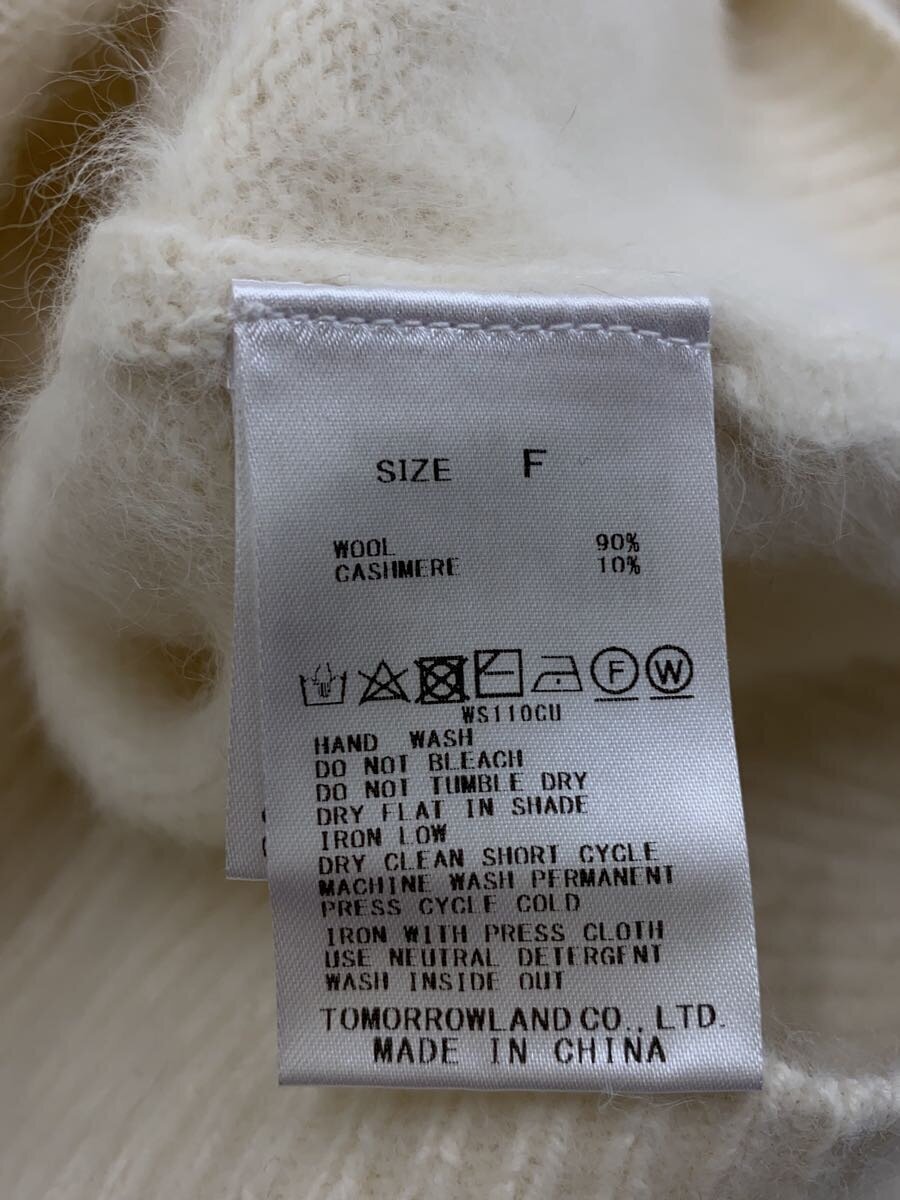 SIZE F
WOOL 90%
CASHMERE 10%
F W
WS110CU
HAND WASH
DO NOT BLEACH
DO NOT TUMBLE DRY
DRY FLAT IN SHADE
IRON LOW
DRY CLEAN SHORT CYCLE
MACHINE WASH PERMANENT
PRESS CYCLE COLD
IRON WITH PRESS CLOTH
USE NEUTRAL DETERGENT
WASH INSIDE OUT
TOMORROWLAND CO., LTD.
MADE IN CHINA